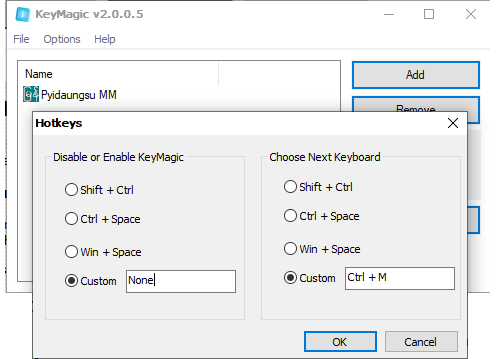 KeyMagic v2.0.0.5
File Options Help
Name
Pyidaungsu MM
Add
Remove
Hotkeys
Disable or Enable KeyMagic
Shift + Ctrl
Ctrl + Space
Win + Space
Custom None
Choose Next Keyboard
Shift + Ctrl
Ctrl + Space
Win + Space
Custom Ctrl + M
OK Cancel